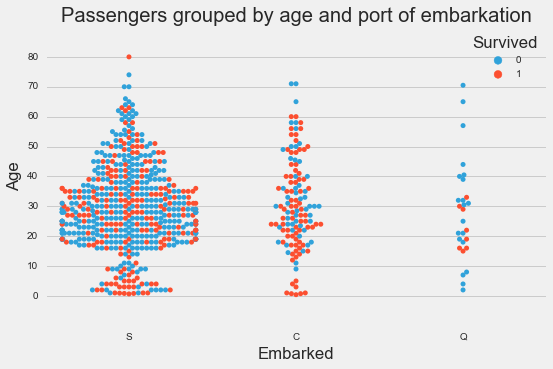 Passengers grouped by age and port of embarkation
Survived
0
1
80
70
60
50
40
30
20
10
0
Age
S C Q
Embarked